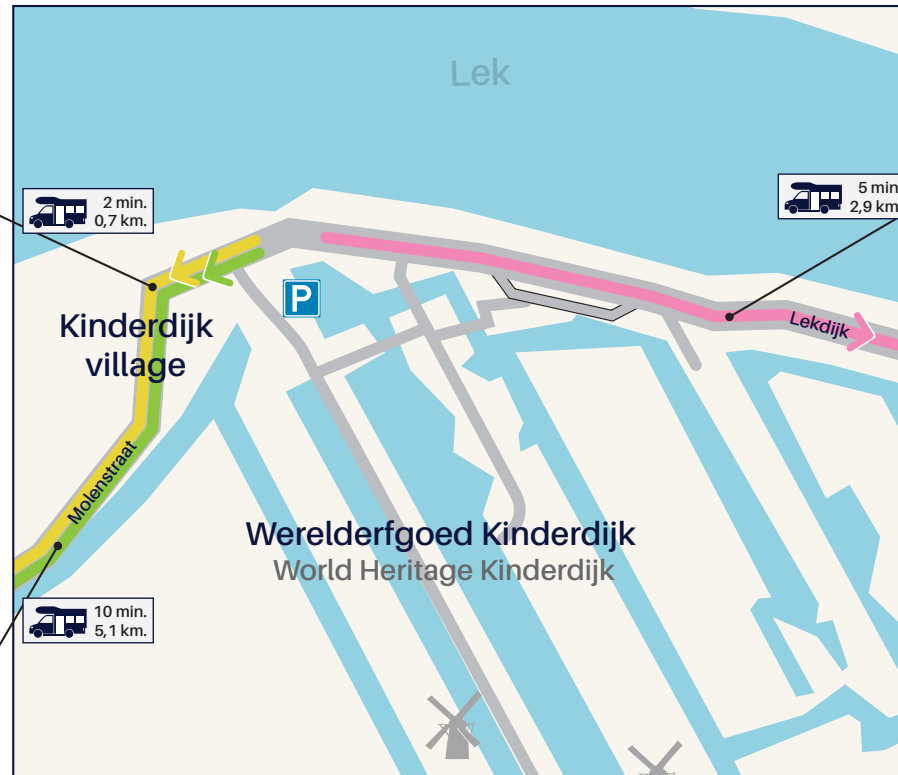 Lek
2 min.
0,7 km.
5 min
2,9 km
P
Kinderdijk
village
Lekdijk
Molenstraat
Werelderfgoed Kinderdijk
World Heritage Kinderdijk
10 min.
5,1 km.